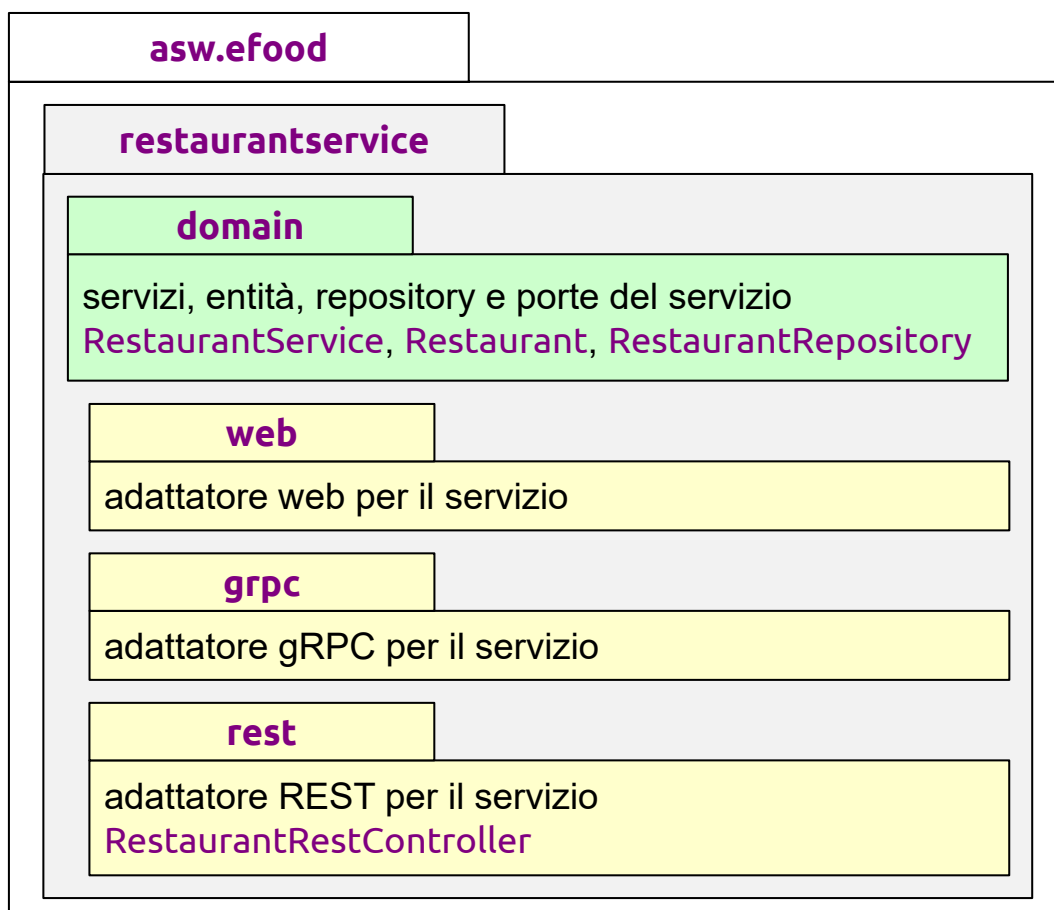 asw.efood
restaurantservice
domain
servizi, entità, repository e porte del servizio
RestaurantService, Restaurant, RestaurantRepository
web
adattatore web per il servizio
grpc
adattatore gRPC per il servizio
rest
adattatore REST per il servizio
RestaurantRestController